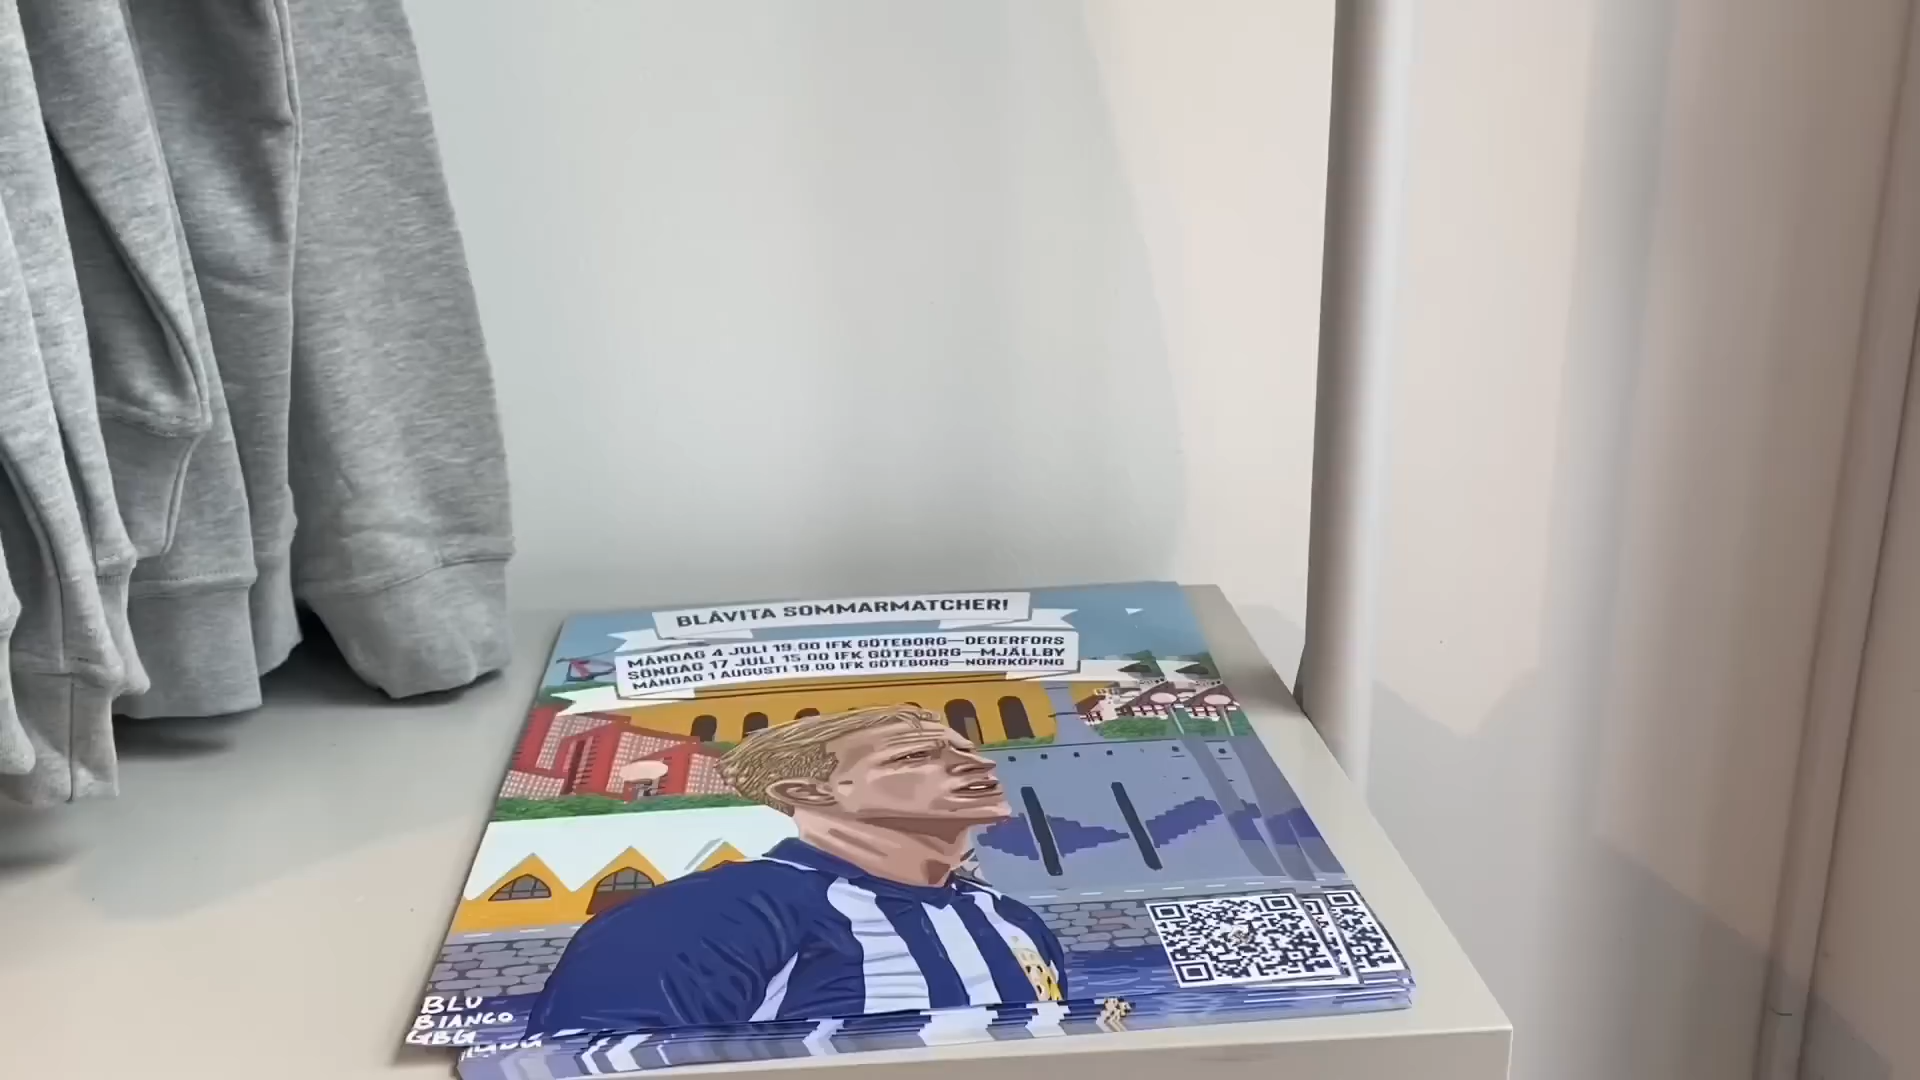 BLÅVITA SOMMARMATCHER!
MÅNDAG 4 JULI 19.00 IFK GÖTEBORG—DEGERFORS
SÖNDAG 17 JULI 15 00 IFK GÖTEBORG—MJÄLLBY
MÅNDAG 1 AUGUSTI 19.00 IFK GÖTEBORG—NORRKÖPING
BLU
BIANCO
GBG